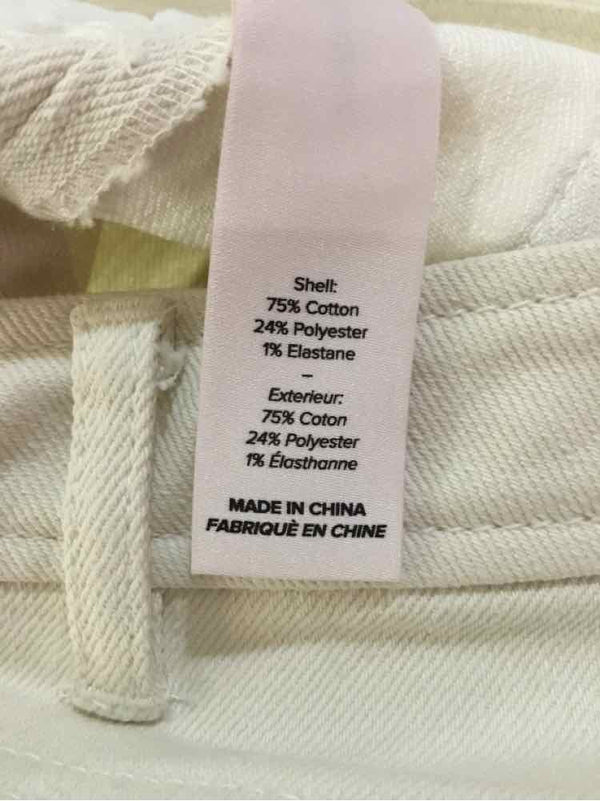 Shell:
75% Cotton
24% Polyester
1% Elastane
–
Exterieur:
75% Coton
24% Polyester
1% Élasthanne
MADE IN CHINA
FABRIQUÈ EN CHINE